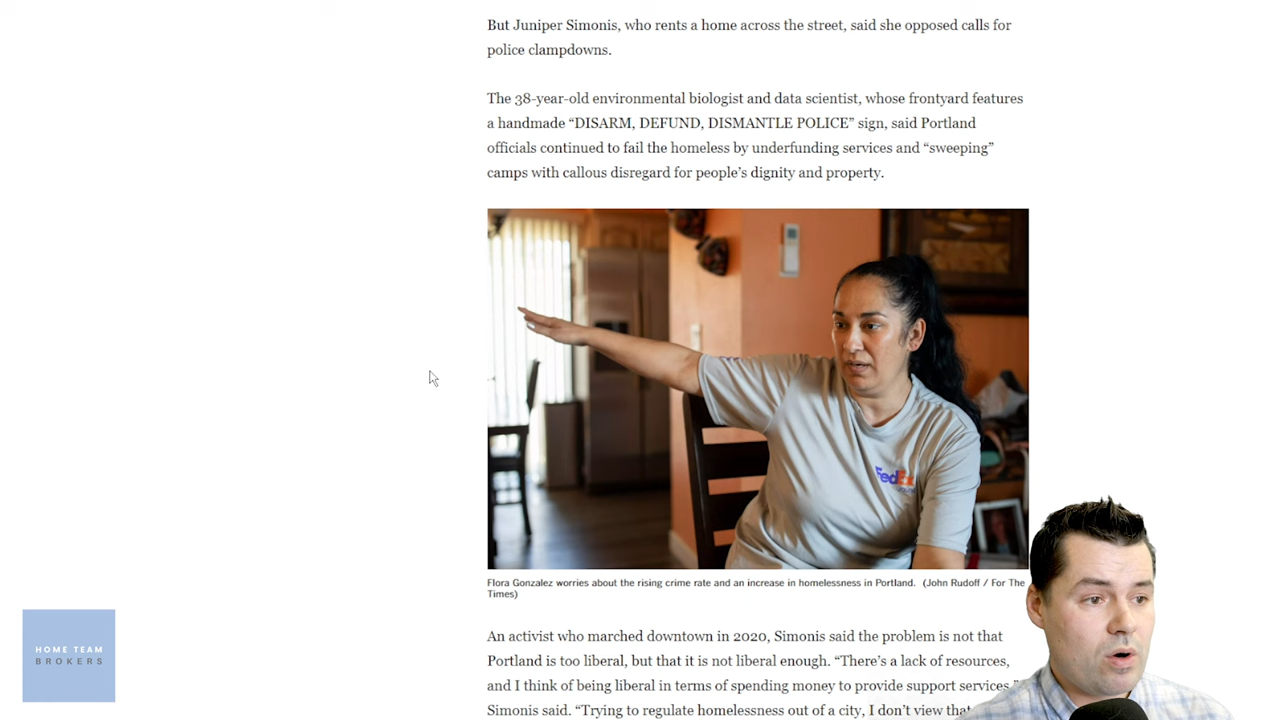 But Juniper Simonis, who rents a home across the street, said she opposed calls for
police clampdowns.
The 38-year-old environmental biologist and data scientist, whose frontyard features
a handmade “DISARM, DEFUND, DISMANTLE POLICE” sign, said Portland
officials continued to fail the homeless by underfunding services and “sweeping”
camps with callous disregard for people’s dignity and property.
FedEx
Flora Gonzalez worries about the rising crime rate and an increase in homelessness in Portland. (John Rudoff / For The
Times)
An activist who marched downtown in 2020, Simonis said the problem is not that
Portland is too liberal, but that it is not liberal enough. “There’s a lack of resources,
and I think of being liberal in terms of spending money to provide support services,”
Simonis said. “Trying to regulate homelessness out of a city, I don’t view that
HOME TEAM
BROKERS